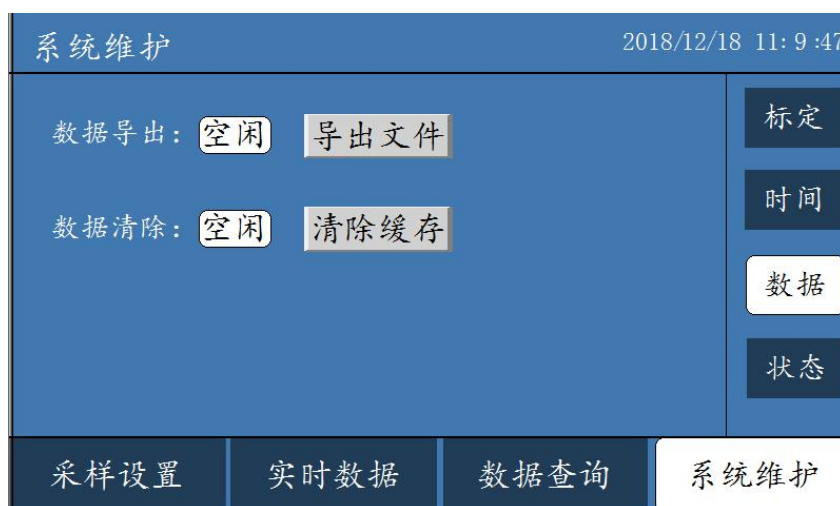 系统维护 2018/12/18 11: 9 :47
数据导出: 空闲 导出文件
数据清除: 空闲 清除缓存
标定
时间
数据
状态
采样设置 实时数据 数据查询 系统维护